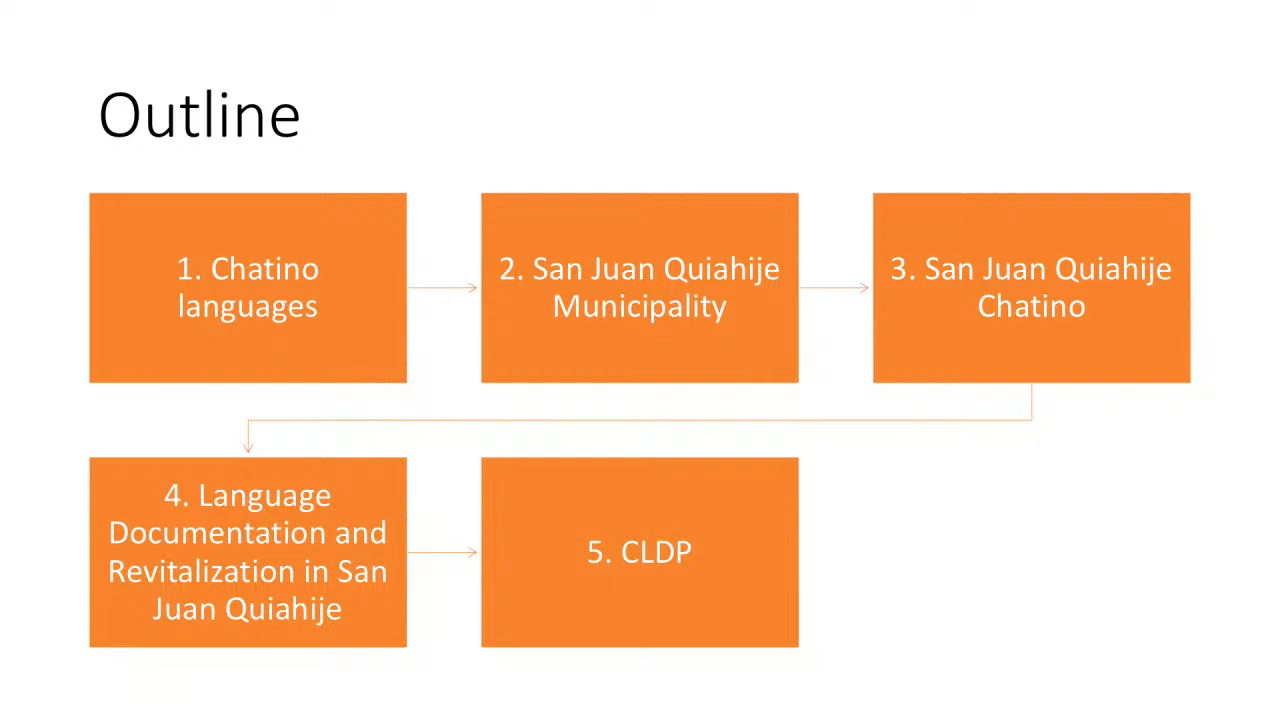 Outline
1. Chatino
languages
2. San Juan Quiahije
Municipality
3. San Juan Quiahije
Chatino
4. Language
Documentation and
Revitalization in San
Juan Quiahije
5. CLDP